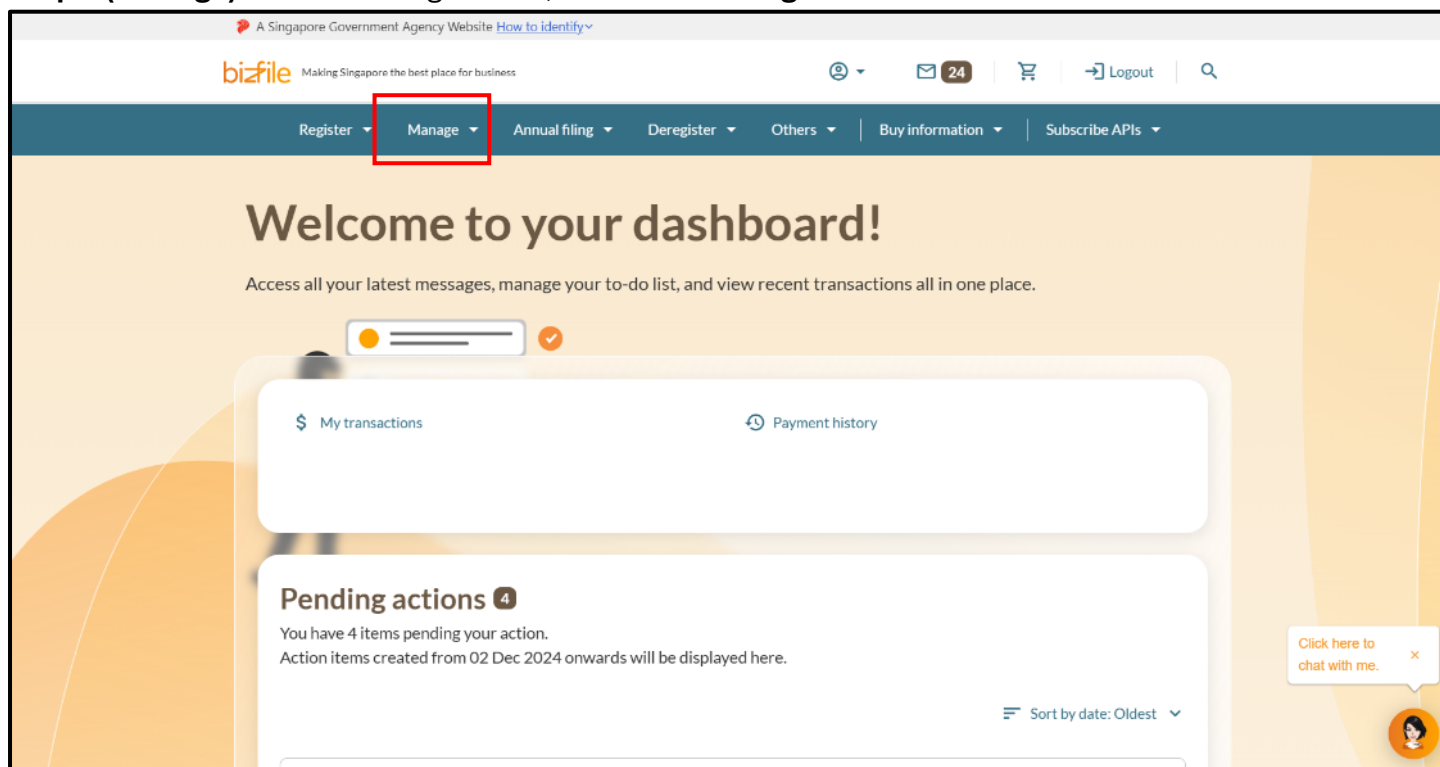 A Singapore Government Agency Website How to identify
bizfile Making Singapore the best place for business
24 Logout
Register Manage Annual filing Deregister Others Buy information Subscribe APIs
Welcome to your dashboard!
Access all your latest messages, manage your to-do list, and view recent transactions all in one place.
$ My transactions Payment history
Pending actions 4
You have 4 items pending your action.
Action items created from 02 Dec 2024 onwards will be displayed here.
Click here to
chat with me.
Sort by date: Oldest